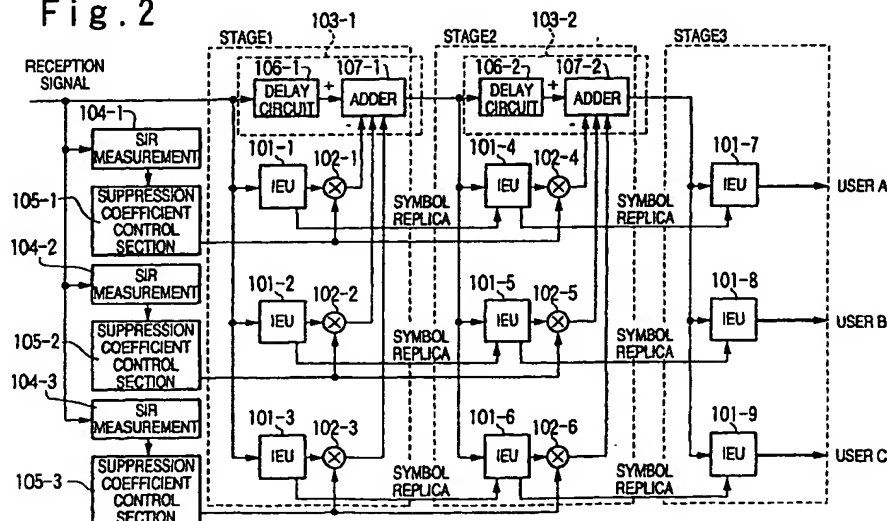 Fig.2
103-1
103-2
STAGE1
STAGE2
STAGE3
RECEPTION
SIGNAL
106-1
107-1
106-2
107-2
DELAY
CIRCUIT
+
ADDER
-
DELAY
CIRCUIT
+
ADDER
-
104-1
SIR
MEASUREMENT
101-1
IEU
102-1
101-4
IEU
102-4
101-7
IEU
USER A
105-1
SUPPRESSION
COEFFICIENT
CONTROL
SECTION
SYMBOL
REPLICA
SYMBOL
REPLICA
104-2
SIR
MEASUREMENT
101-2
IEU
102-2
101-5
IEU
102-5
101-8
IEU
USER B
105-2
SUPPRESSION
COEFFICIENT
CONTROL
SECTION
SYMBOL
REPLICA
SYMBOL
REPLICA
104-3
SIR
MEASUREMENT
101-3
IEU
102-3
101-6
IEU
102-6
101-9
IEU
USER C
105-3
SUPPRESSION
COEFFICIENT
CONTROL
SECTION
SYMBOL
REPLICA
SYMBOL
REPLICA